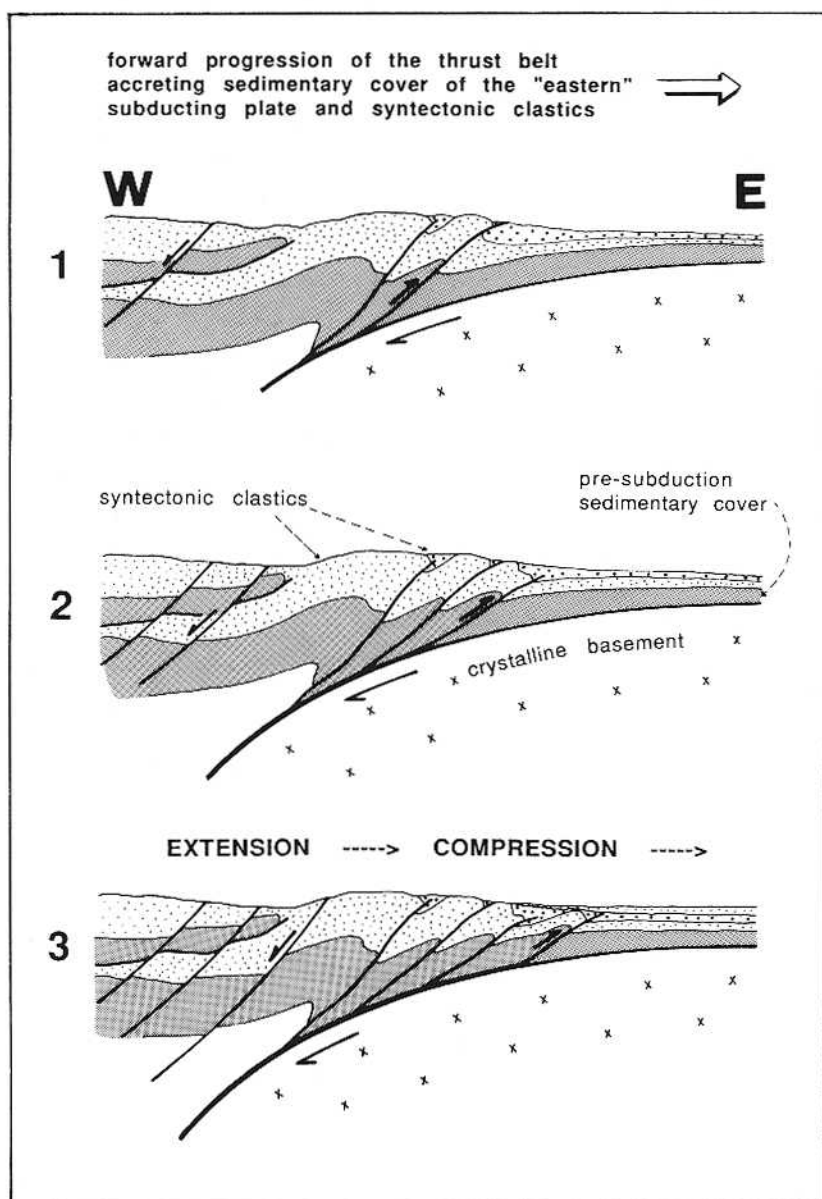 forward progression of the thrust belt
accreting sedimentary cover of the "eastern"
subducting plate and syntectonic clastics
W
E
1
syntectonic clastics
pre-subduction
sedimentary cover
2
crystalline basement
EXTENSION
COMPRESSION
3